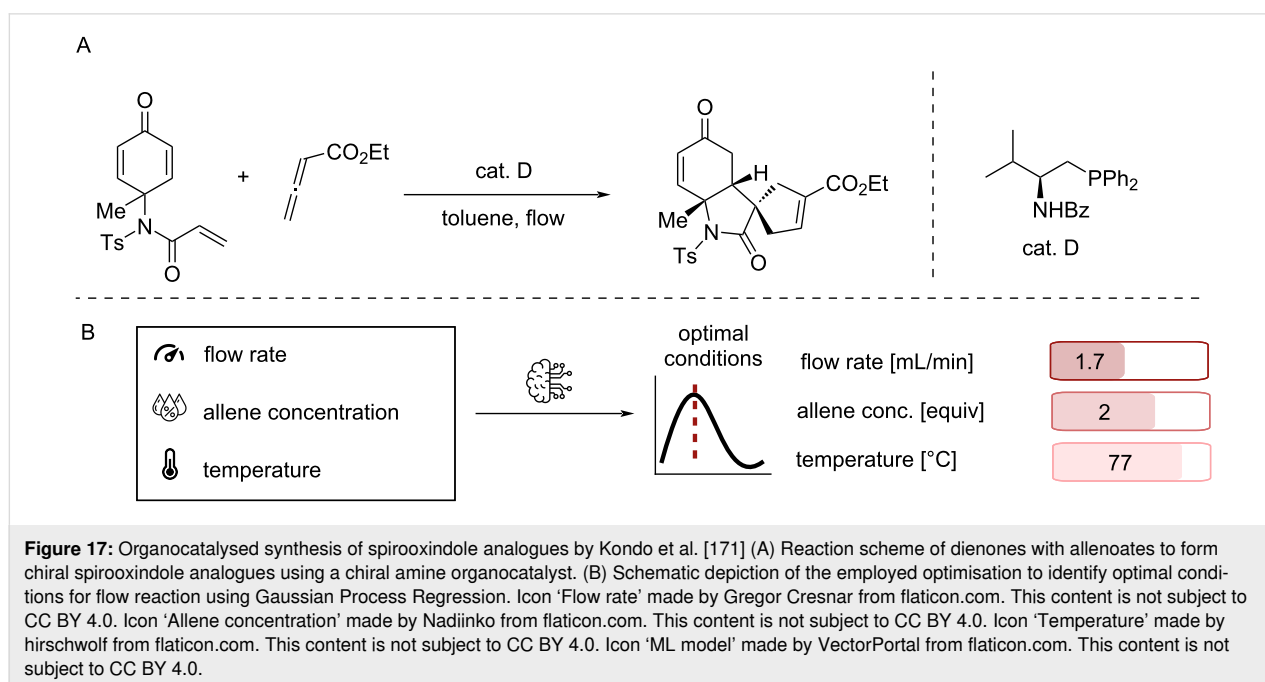 A
O
Me
N
Ts
O
+
CO2Et
cat. D
toluene, flow
O
H
CO2Et
Me
N
Ts
O
PPh2
NHBz
cat. D
B
flow rate
allene concentration
temperature
optimal
conditions
flow rate [mL/min]
1.7
allene conc. [equiv]
2
temperature [°C]
77
Figure 17: Organocatalysed synthesis of spirooxindole analogues by Kondo et al. [171] (A) Reaction scheme of dienones with allenoates to form
chiral spirooxindole analogues using a chiral amine organocatalyst. (B) Schematic depiction of the employed optimisation to identify optimal condi-
tions for flow reaction using Gaussian Process Regression. Icon ‘Flow rate’ made by Gregor Cresnar from flaticon.com. This content is not subject to
CC BY 4.0. Icon ‘Allene concentration’ made by Nadiinko from flaticon.com. This content is not subject to CC BY 4.0. Icon ‘Temperature’ made by
hirschwolf from flaticon.com. This content is not subject to CC BY 4.0. Icon ‘ML model’ made by VectorPortal from flaticon.com. This content is not
subject to CC BY 4.0.